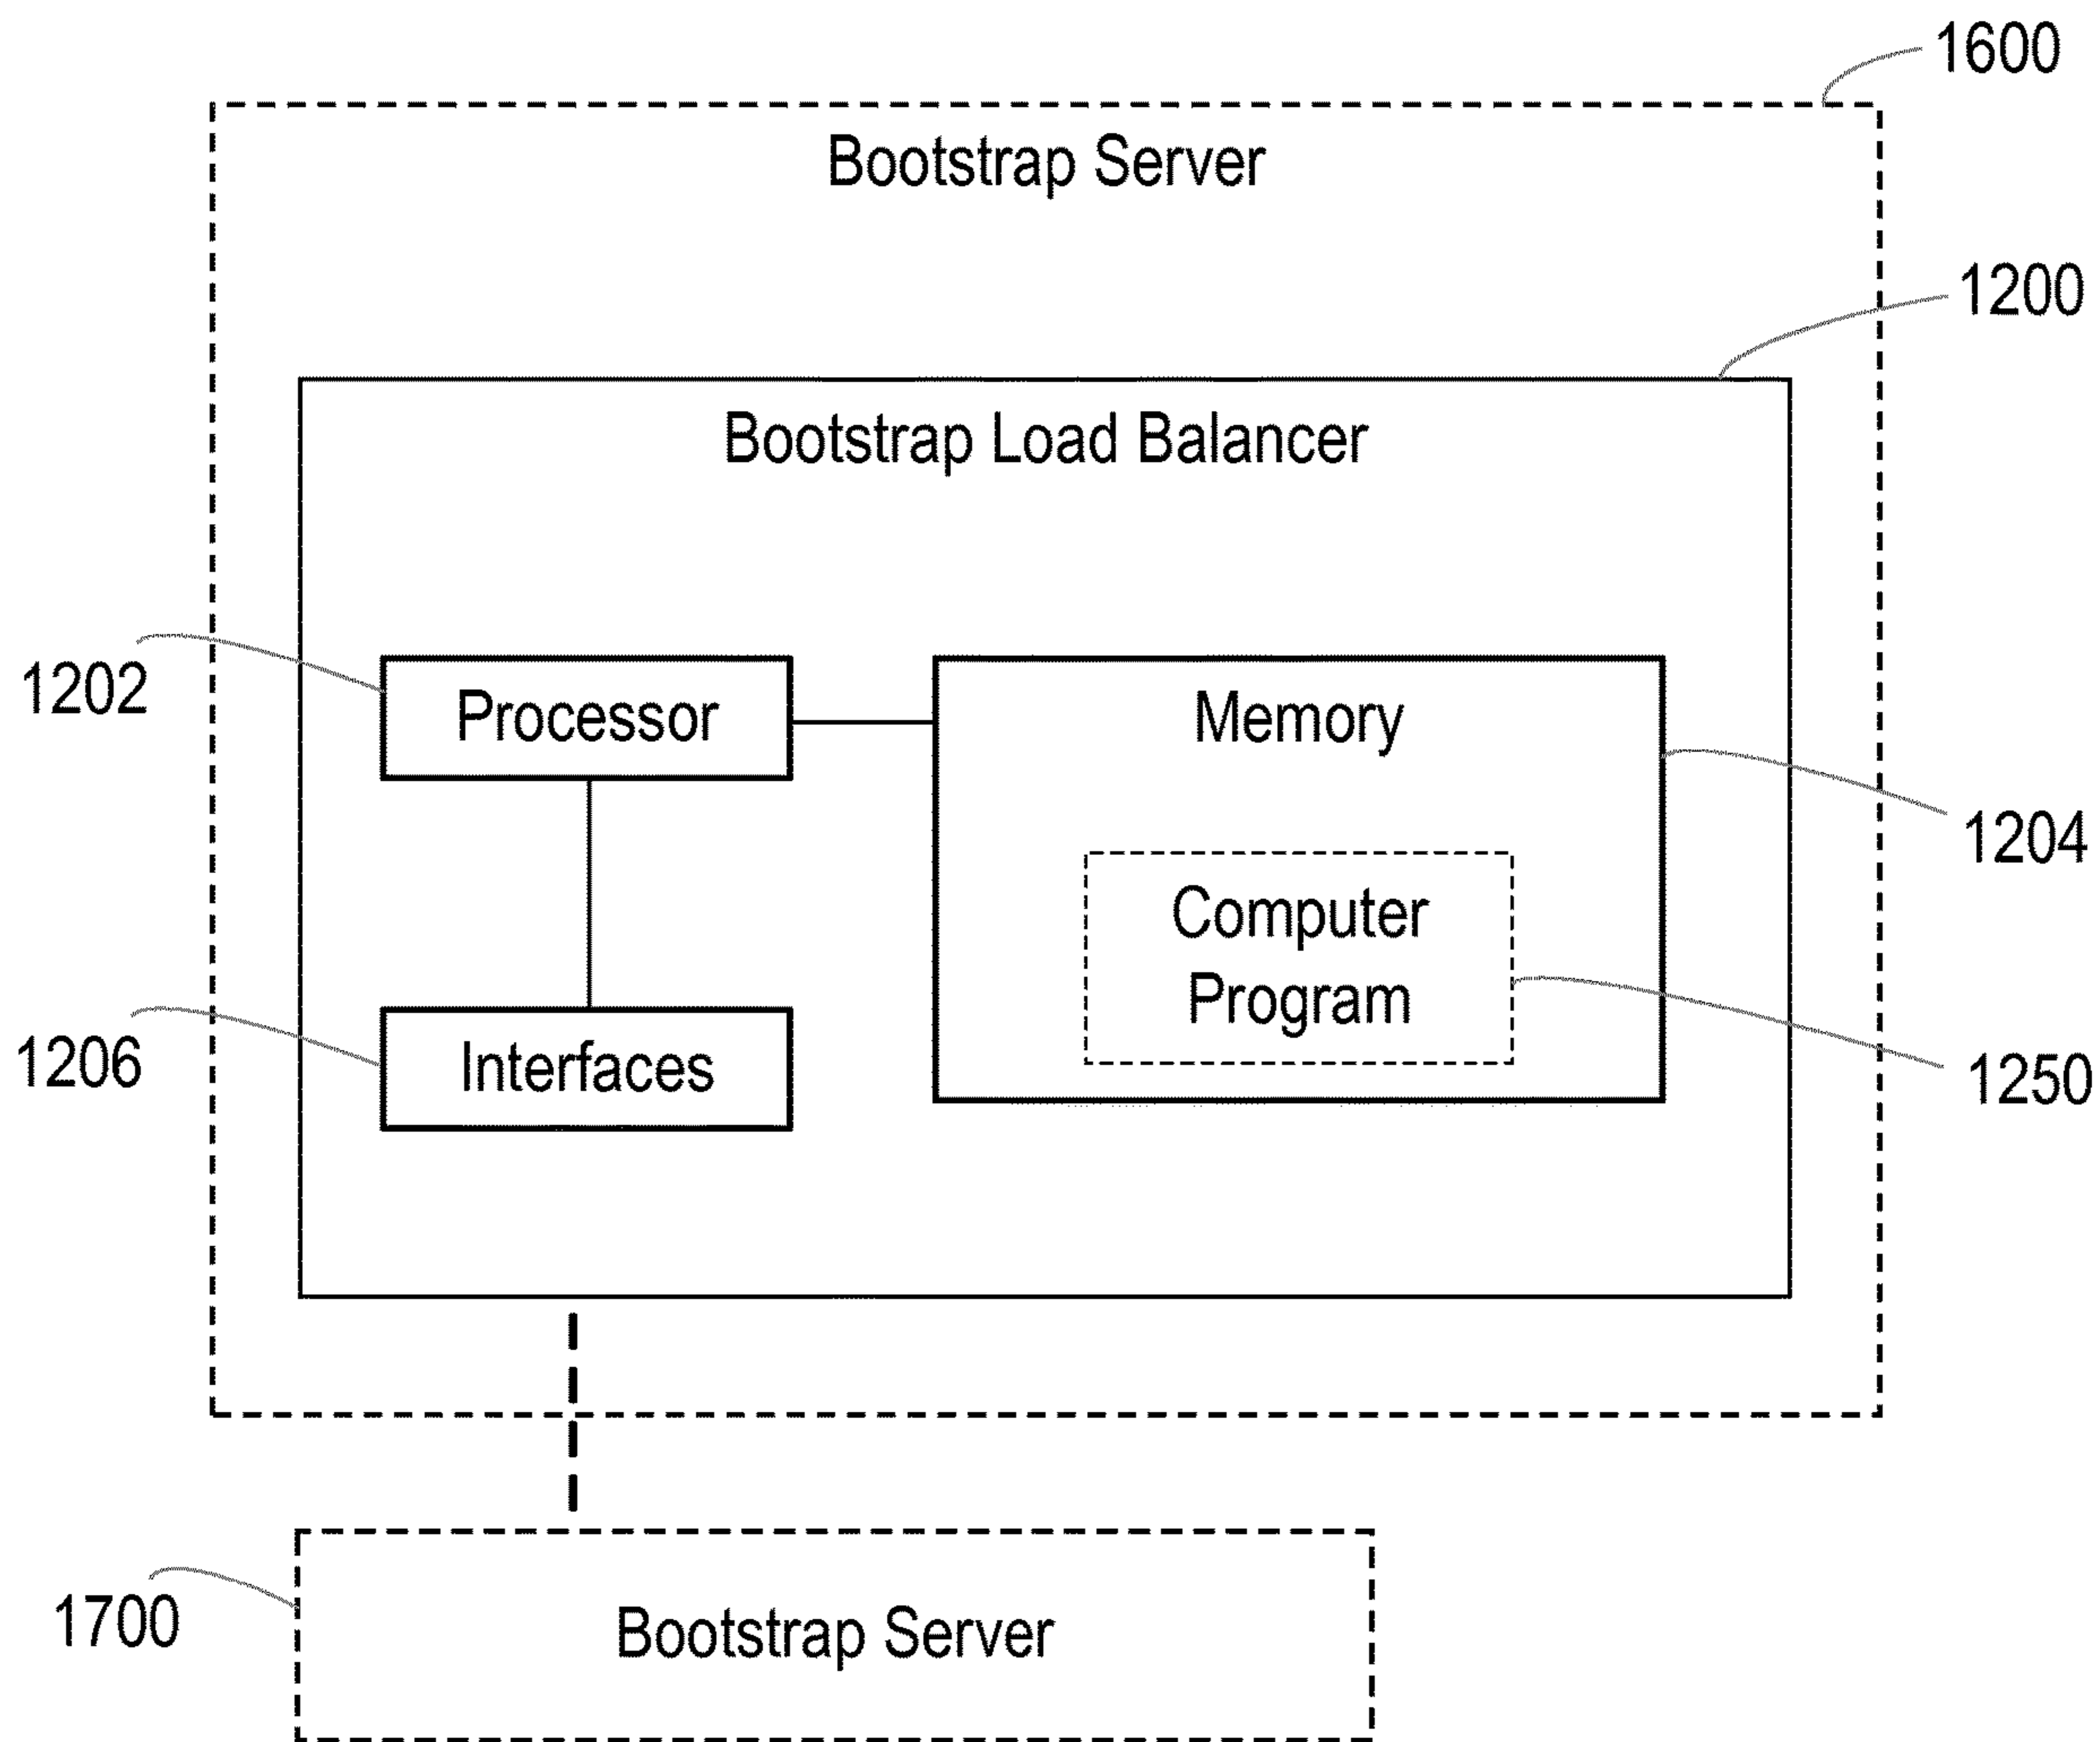 1600
Bootstrap Server
1200
Bootstrap Load Balancer
1202
Processor
Memory
1204
Computer
Program
1206
Interfaces
1250
1700
Bootstrap Server